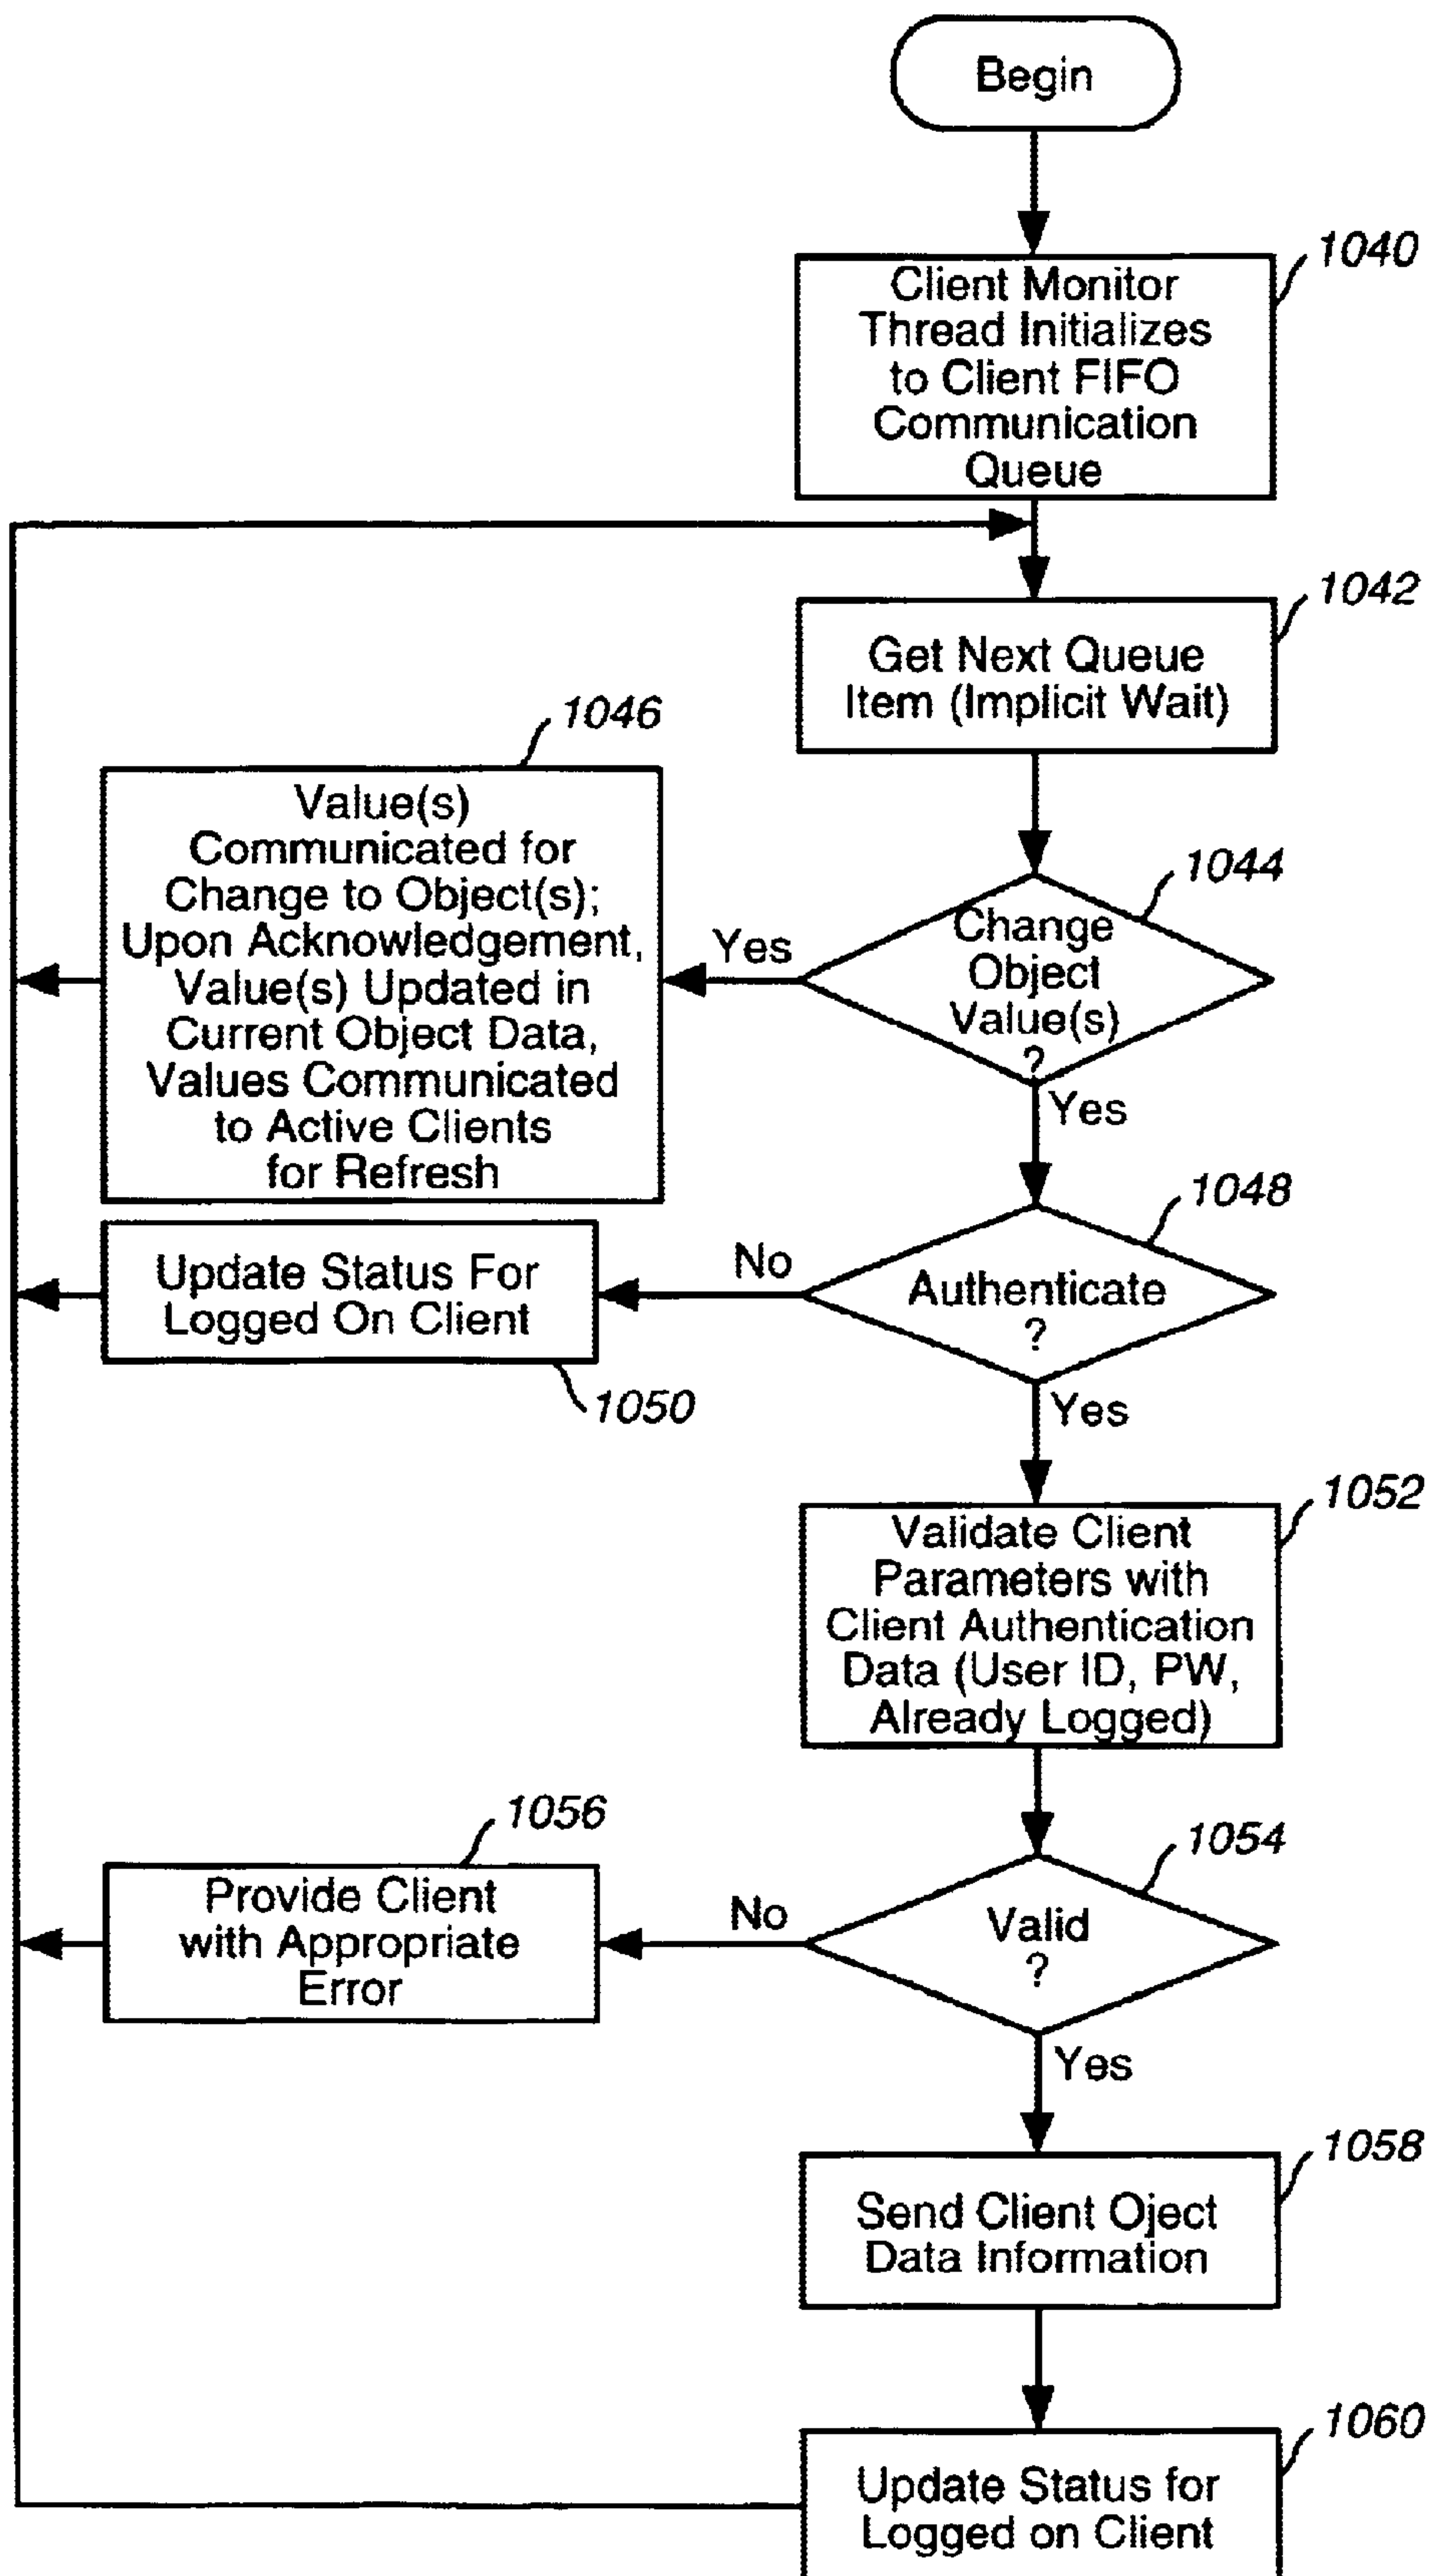 Begin
1040
Client Monitor
Thread Initializes
to Client FIFO
Communication
Queue
1042
Get Next Queue
Item (Implicit Wait)
1046
Value(s)
Communicated for
Change to Object(s);
Upon Acknowledgement,
Value(s) Updated in
Current Object Data,
Values Communicated
to Active Clients
for Refresh
1044
Change
Object
Value(s)
?
Yes
Yes
1048
Authenticate
?
No
Update Status For
Logged On Client
1050
Yes
1052
Validate Client
Parameters with
Client Authentication
Data (User ID, PW,
Already Logged)
1054
Valid
?
No
1056
Provide Client
with Appropriate
Error
Yes
1058
Send Client Oject
Data Information
1060
Update Status for
Logged on Client